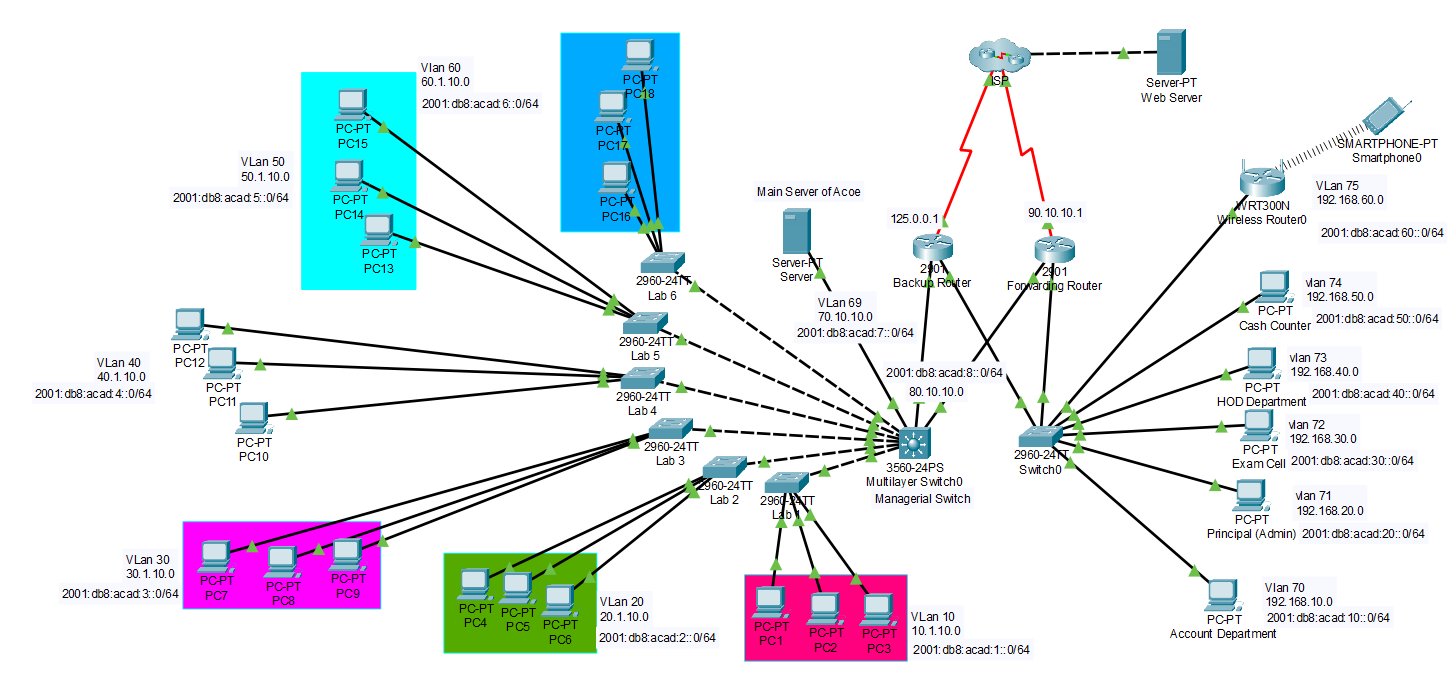 ISP
Server-PT
Web Server
SMARTPHONE-PT
Smartphone0
WRT300N
Wireless Router0
VLan 75
192.168.60.0
2001:db8:acad:60::0/64
Vlan 60
60.1.10.0
2001:db8:acad:6::0/64
PC-PT
PC15
VLan 50
50.1.10.0
2001:db8:acad:5::0/64
PC-PT
PC14
PC-PT
PC13
PC-PT
PC18
PC-PT
PC17
PC-PT
PC16
2960-24TT
Lab 6
Main Server of Acoe
Server-PT
Server
125.0.0.1
2901
Backup Router
90.10.10.1
2901
Forwarding Router
VLan 69
70.10.10.0
2001:db8:acad:7::0/64
2001:db8:acad:8::0/64
80.10.10.0
vlan 74
192.168.50.0
2001:db8:acad:50::0/64
PC-PT
Cash Counter
vlan 73
192.168.40.0
2001:db8:acad:40::0/64
PC-PT
HOD Department
vlan 72
192.168.30.0
2001:db8:acad:30::0/64
PC-PT
Exam Cell
vlan 71
192.168.20.0
2001:db8:acad:20::0/64
PC-PT
Principal (Admin)
Vlan 70
192.168.10.0
2001:db8:acad:10::0/64
PC-PT
Account Department
2960-24TT
Switch0
3560-24PS
Multilayer Switch0
Managerial Switch
2960-24TT
Lab 5
2960-24TT
Lab 4
2960-24TT
Lab 3
2960-24TT
Lab 2
2960-24TT
Lab 1
PC-PT
PC12
VLan 40
40.1.10.0
2001:db8:acad:4::0/64
PC-PT
PC11
PC-PT
PC10
VLan 30
30.1.10.0
2001:db8:acad:3::0/64
PC-PT
PC7
PC-PT
PC8
PC-PT
PC9
PC-PT
PC4
PC-PT
PC5
PC-PT
PC6
VLan 20
20.1.10.0
2001:db8:acad:2::0/64
PC-PT
PC1
PC-PT
PC2
PC-PT
PC3
VLan 10
10.1.10.0
2001:db8:acad:1::0/64